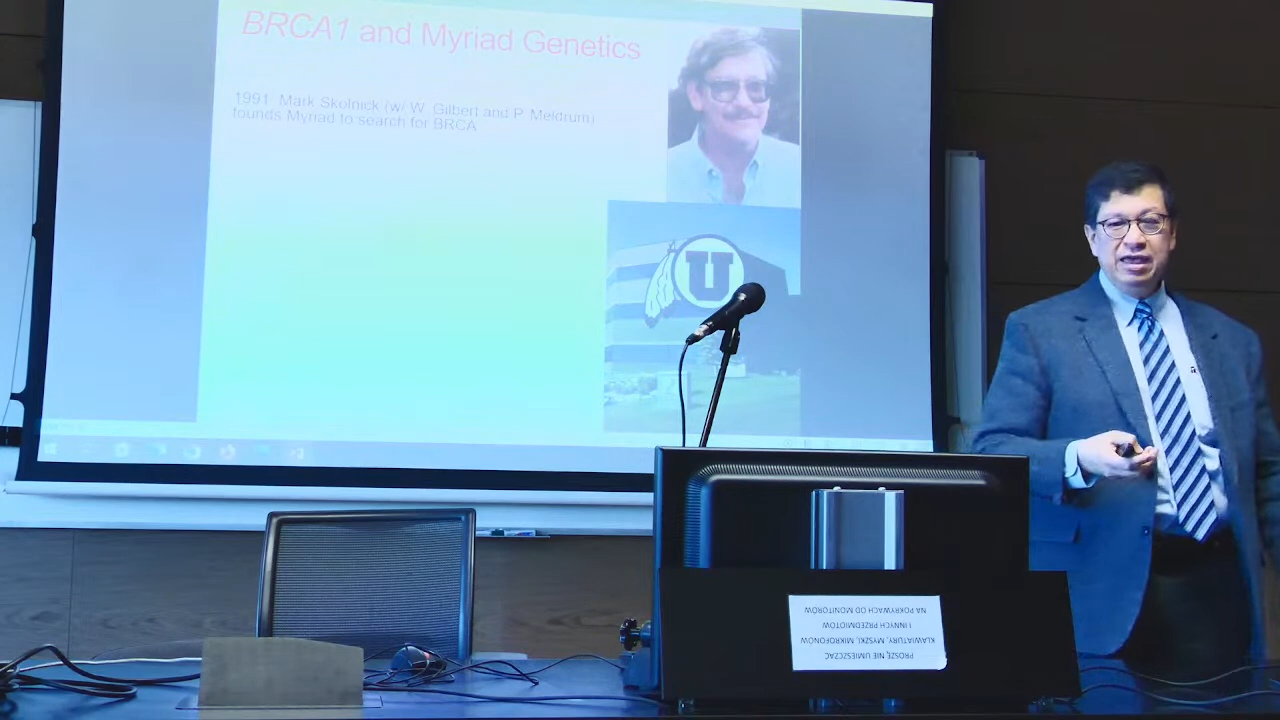 BRCA1 and Myriad Genetics
1991: Mark Skolnick (w/ W. Gilbert and P. Meldrum)
founds Myriad to search for BRCA
U
PROSZĘ NIE UMIESZCZAĆ
KLAWIATURY, MYSZKI, MIKROFONÓW
I INNYCH PRZEDMIOTÓW
NA POKRYWACH OD MONITORÓW